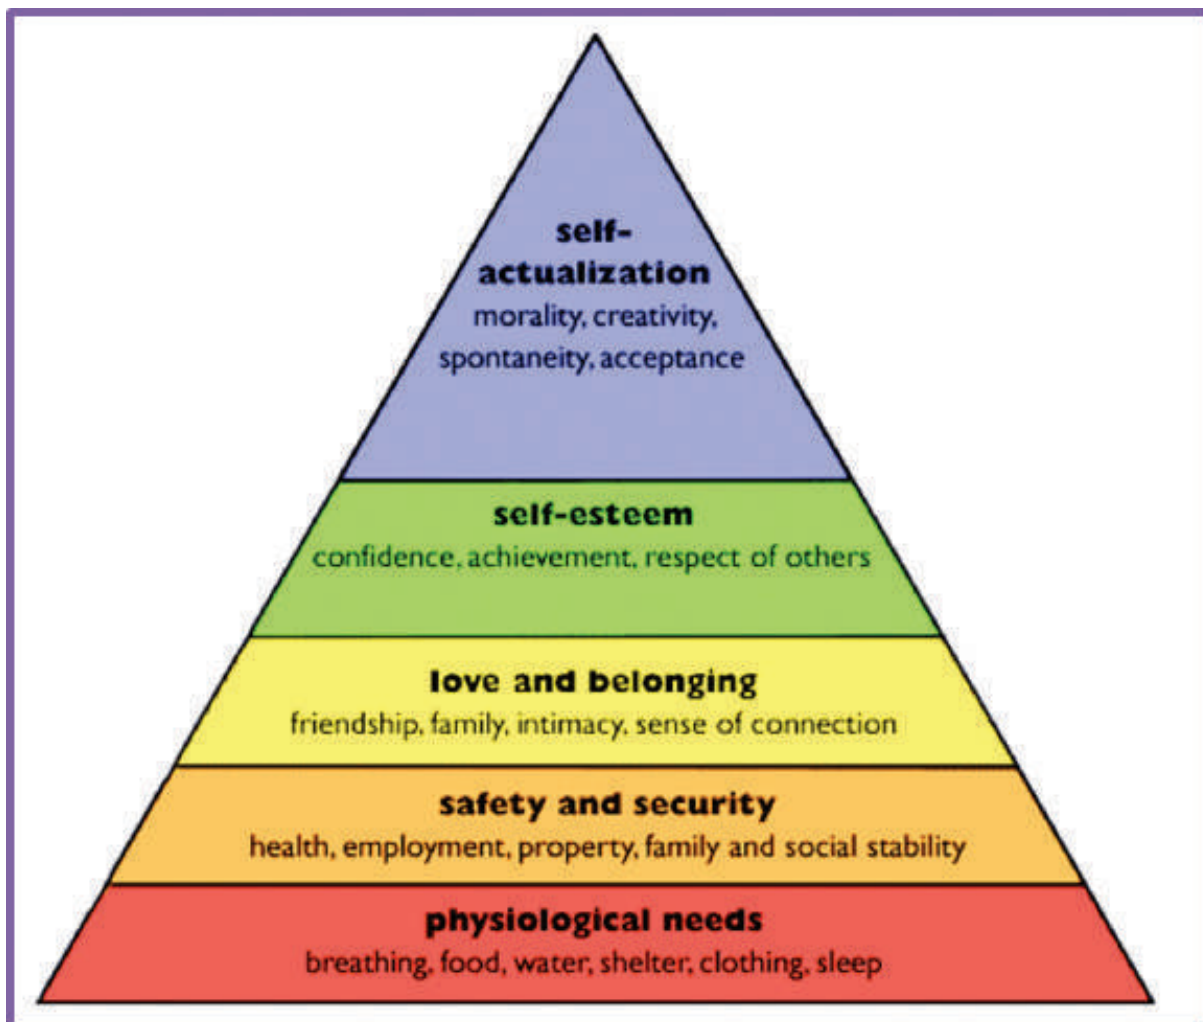 self-
actualization
morality, creativity,
spontaneity, acceptance
self-esteem
confidence, achievement, respect of others
love and belonging
friendship, family, intimacy, sense of connection
safety and security
health, employment, property, family and social stability
physiological needs
breathing, food, water, shelter, clothing, sleep